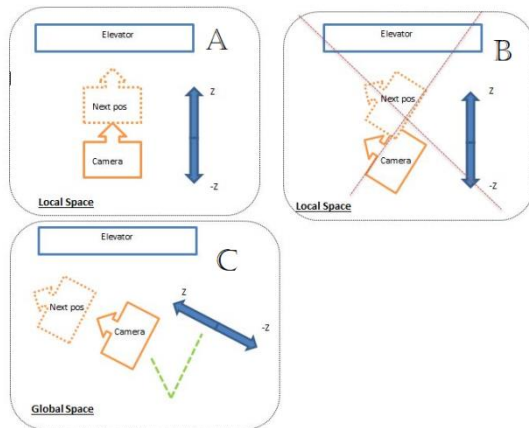 Elevator
A
Z
Next pos
Camera
-Z
Local Space
Elevator
B
Z
Next pos
Camera
-Z
Local Space
Elevator
C
Z
Next pos
-Z
Camera
Global Space